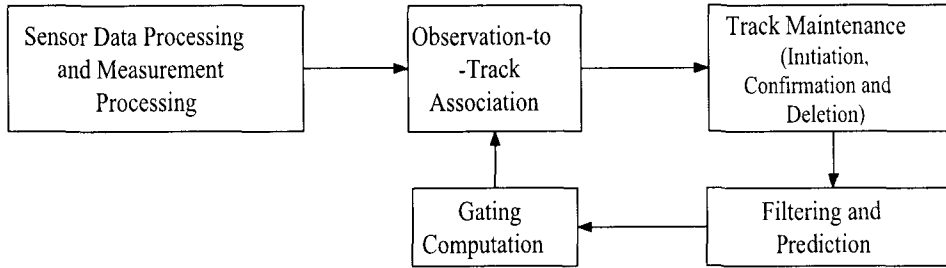 Sensor Data Processing
and Measurement
Processing
Observation-to
-Track
Association
Track Maintenance
(Initiation,
Confirmation and
Deletion)
Gating
Computation
Filtering and
Prediction